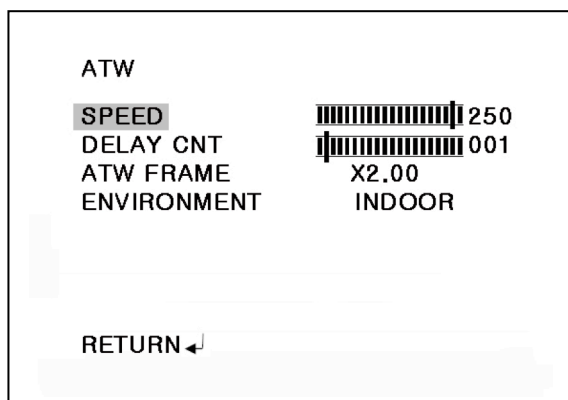 ATW
SPEED 250
DELAY CNT 001
ATW FRAME X2.00
ENVIRONMENT INDOOR
RETURN↲